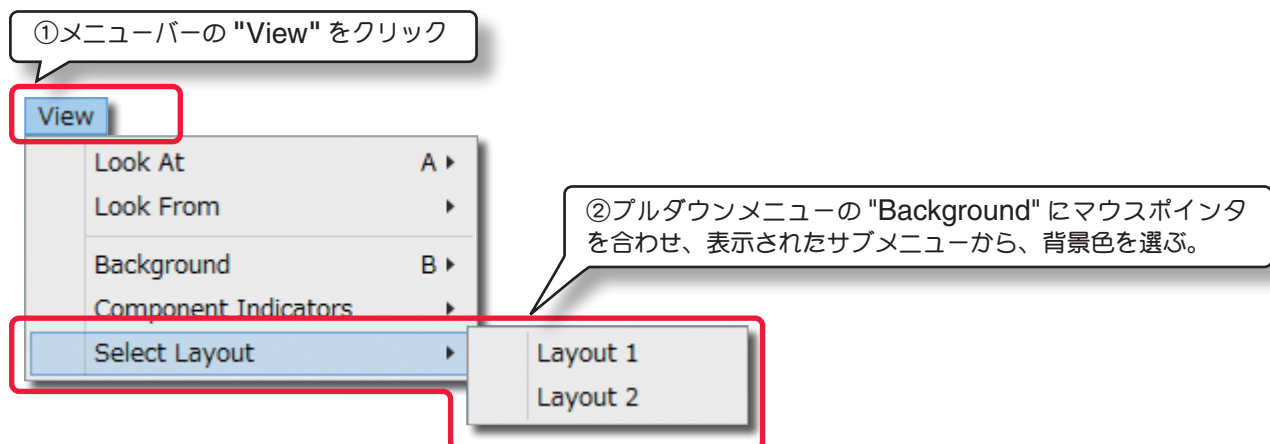 ①メニューバーの "View" をクリック
View
Look At A
Look From
②プルダウンメニューの "Background" にマウスポインタ
を合わせ、表示されたサブメニューから、背景色を選ぶ。
Background B
Component Indicators
Select Layout
Layout 1
Layout 2